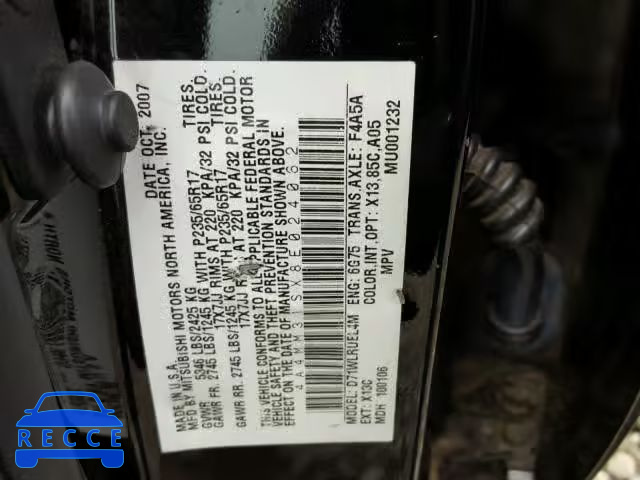 MADE IN U.S.A. DATE OCT. 2007
MFD BY MITSUBISHI MOTORS NORTH AMERICA, INC.
GVWR 5346 LBS/2425 KG
GAWR FR. 2745 LBS/1245 KG WITH P235/65R17 TIRES.
17X7JJ RIMS AT 220 KPA/32 PSI COLD.
GAWR RR. 2745 LBS/1245 KG WITH P235/65R17 TIRES.
17X7JJ RIMS AT 220 KPA/32 PSI COLD.
THIS VEHICLE CONFORMS TO ALL APPLICABLE FEDERAL MOTOR
VEHICLE SAFETY AND THEFT PREVENTION STANDARDS IN
EFFECT ON THE MANUFACTURE DATE SHOWN ABOVE.
4A4MM31SX8E024062
MODEL: D71WLRUEL4M ENG: 6G75 TRANS AXLE: F4A5A
EXT: X13C COLOR,INT,OPT: X13,85C,A05
MDH 100106 MPV MU001232
RECCE